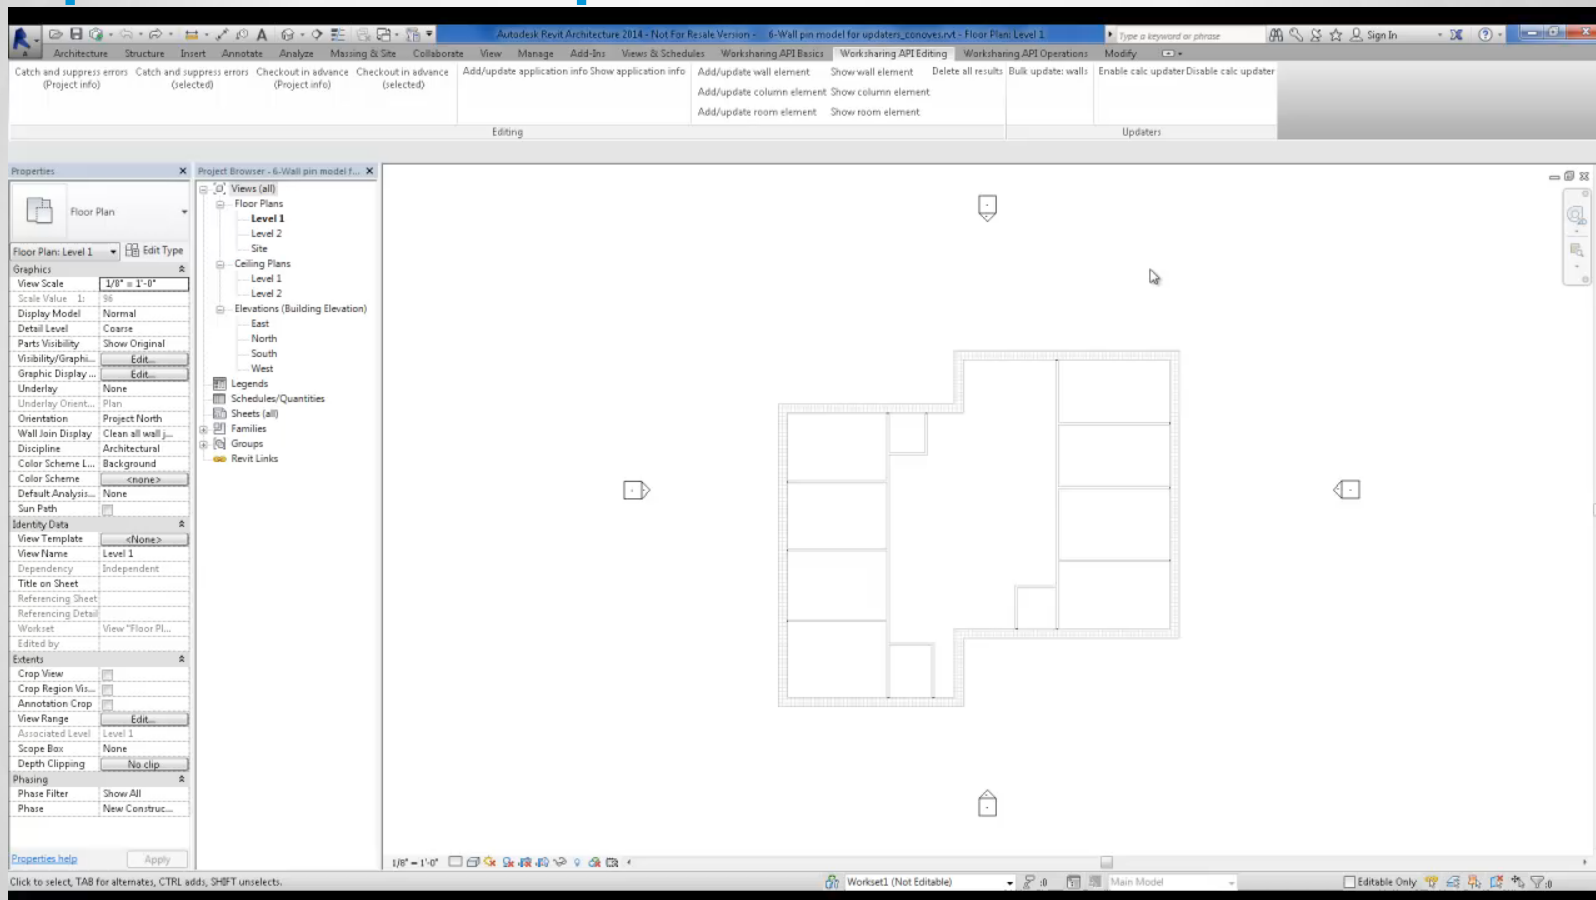 Autodesk Revit Architecture 2014 - Not For Resale Version - 6-Wall pin model for updaters_conoves.rvt - Floor Plan: Level 1
Type a keyword or phrase
Sign In
Architecture Structure Insert Annotate Analyze Massing & Site Collaborate View Manage Add-Ins Views & Schedules Worksharing API Basics Worksharing API Editing Worksharing API Operations Modify
Catch and suppress errors
(Project info)
Catch and suppress errors
(selected)
Checkout in advance
(Project info)
Checkout in advance
(selected)
Add/update application info Show application info
Add/update wall element Show wall element Delete all results
Add/update column element Show column element
Add/update room element Show room element
Bulk update: walls
Enable calc updater Disable calc updater
Editing
Updaters
Properties
Floor Plan
Floor Plan: Level 1 Edit Type
Graphics
View Scale 1/8" = 1'-0"
Scale Value 1: 96
Display Model Normal
Detail Level Coarse
Parts Visibility Show Original
Visibility/Graphi... Edit...
Graphic Display ... Edit...
Underlay None
Underlay Orient... Plan
Orientation Project North
Wall Join Display Clean all wall j...
Discipline Architectural
Color Scheme L... Background
Color Scheme <none>
Default Analysis... None
Sun Path
Identity Data
View Template <None>
View Name Level 1
Dependency Independent
Title on Sheet
Referencing Sheet
Referencing Detail
Workset View "Floor Pl...
Edited by
Extents
Crop View
Crop Region Vis...
Annotation Crop
View Range Edit...
Associated Level Level 1
Scope Box None
Depth Clipping No clip
Phasing
Phase Filter Show All
Phase New Construc...
Properties help Apply
Project Browser - 6-Wall pin model f...
Views (all)
Floor Plans
Level 1
Level 2
Site
Ceiling Plans
Level 1
Level 2
Elevations (Building Elevation)
East
North
South
West
Legends
Schedules/Quantities
Sheets (all)
Families
Groups
Revit Links
1/8" = 1'-0"
Click to select, TAB for alternates, CTRL adds, SHIFT unselects.
Workset1 (Not Editable)
:0
Main Model
Editable Only
:0